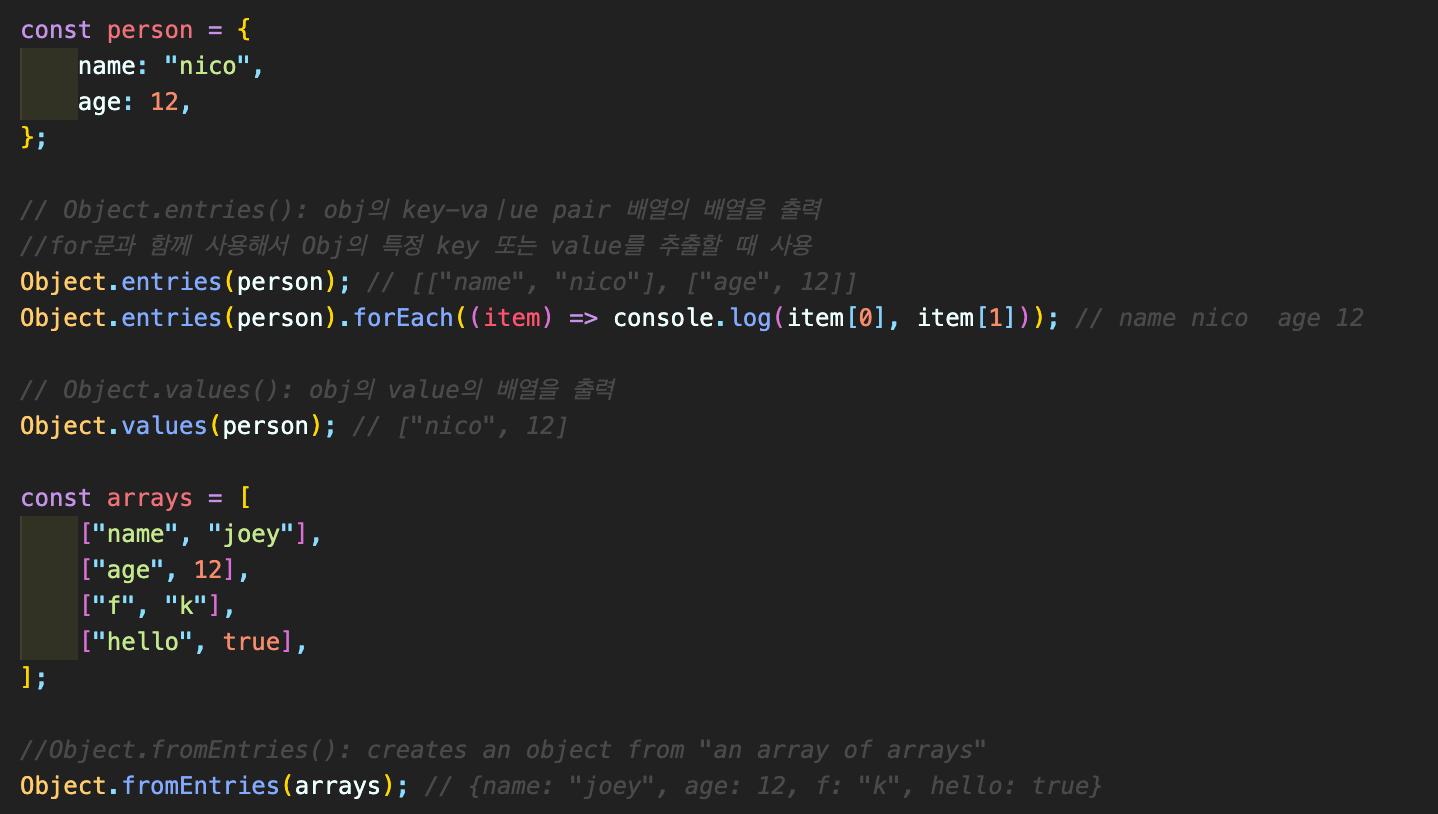 const person = {
    name: "nico",
    age: 12,
};
// Object.entries(): obj의 key-vaㅣue pair 배열의 배열을 출력
//for문과 함께 사용해서 Obj의 특정 key 또는 value를 추출할 때 사용
Object.entries(person); // [["name", "nico"], ["age", 12]]
Object.entries(person).forEach((item) => console.log(item[0], item[1])); // name nico  age 12
// Object.values(): obj의 value의 배열을 출력
Object.values(person); // ["nico", 12]
const arrays = [
    ["name", "joey"],
    ["age", 12],
    ["f", "k"],
    ["hello", true],
];
//Object.fromEntries(): creates an object from "an array of arrays"
Object.fromEntries(arrays); // {name: "joey", age: 12, f: "k", hello: true}